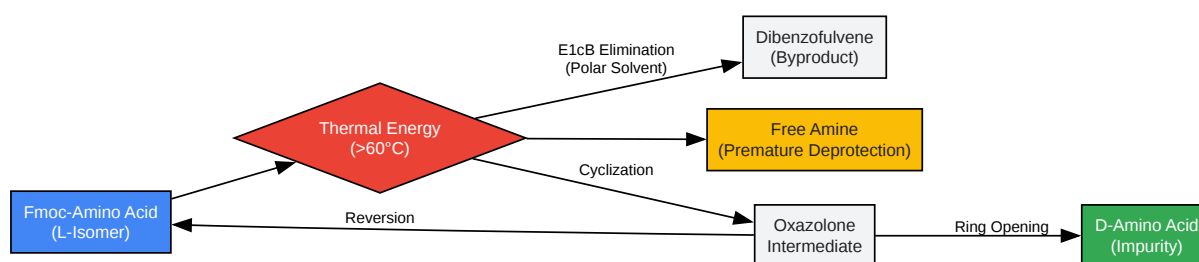 Dibenzofulvene
(Byproduct)
E1cB Elimination
(Polar Solvent)
Thermal Energy
(>60°C)
Free Amine
(Premature Deprotection)
Cyclization
Fmoc-Amino Acid
(L-Isomer)
Reversion
Oxazolone
Intermediate
Ring Opening
D-Amino Acid
(Impurity)